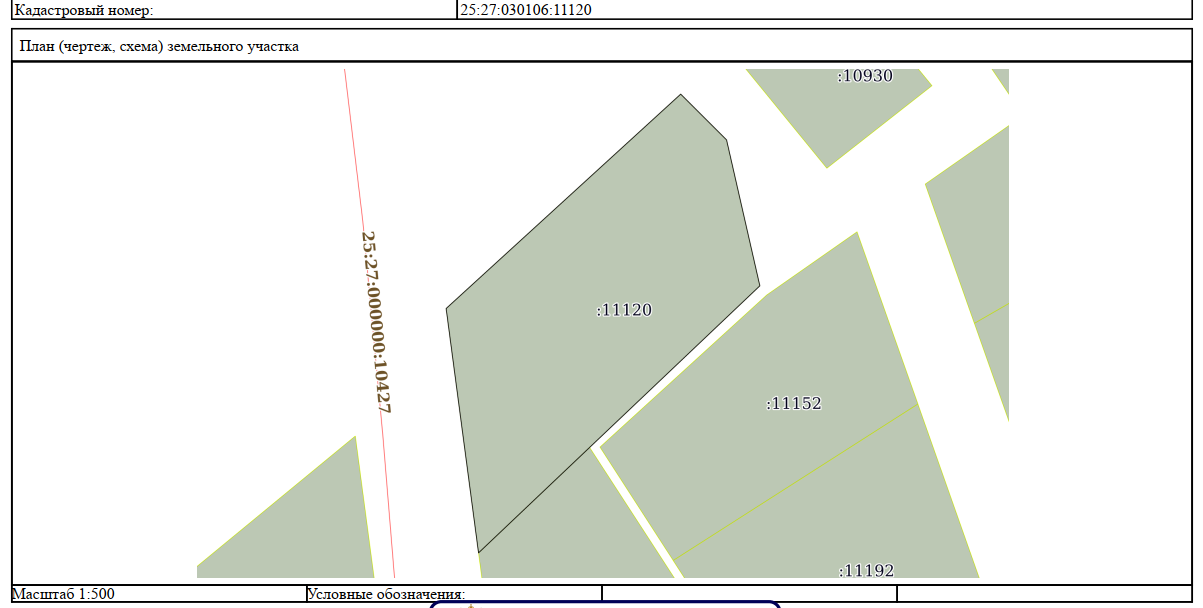 Кадастровый номер: 25:27:030106:11120
План (чертеж, схема) земельного участка
:10930
25:27:000000:10427
:11120
:11152
:11192
Масштаб 1:500 Условные обозначения: